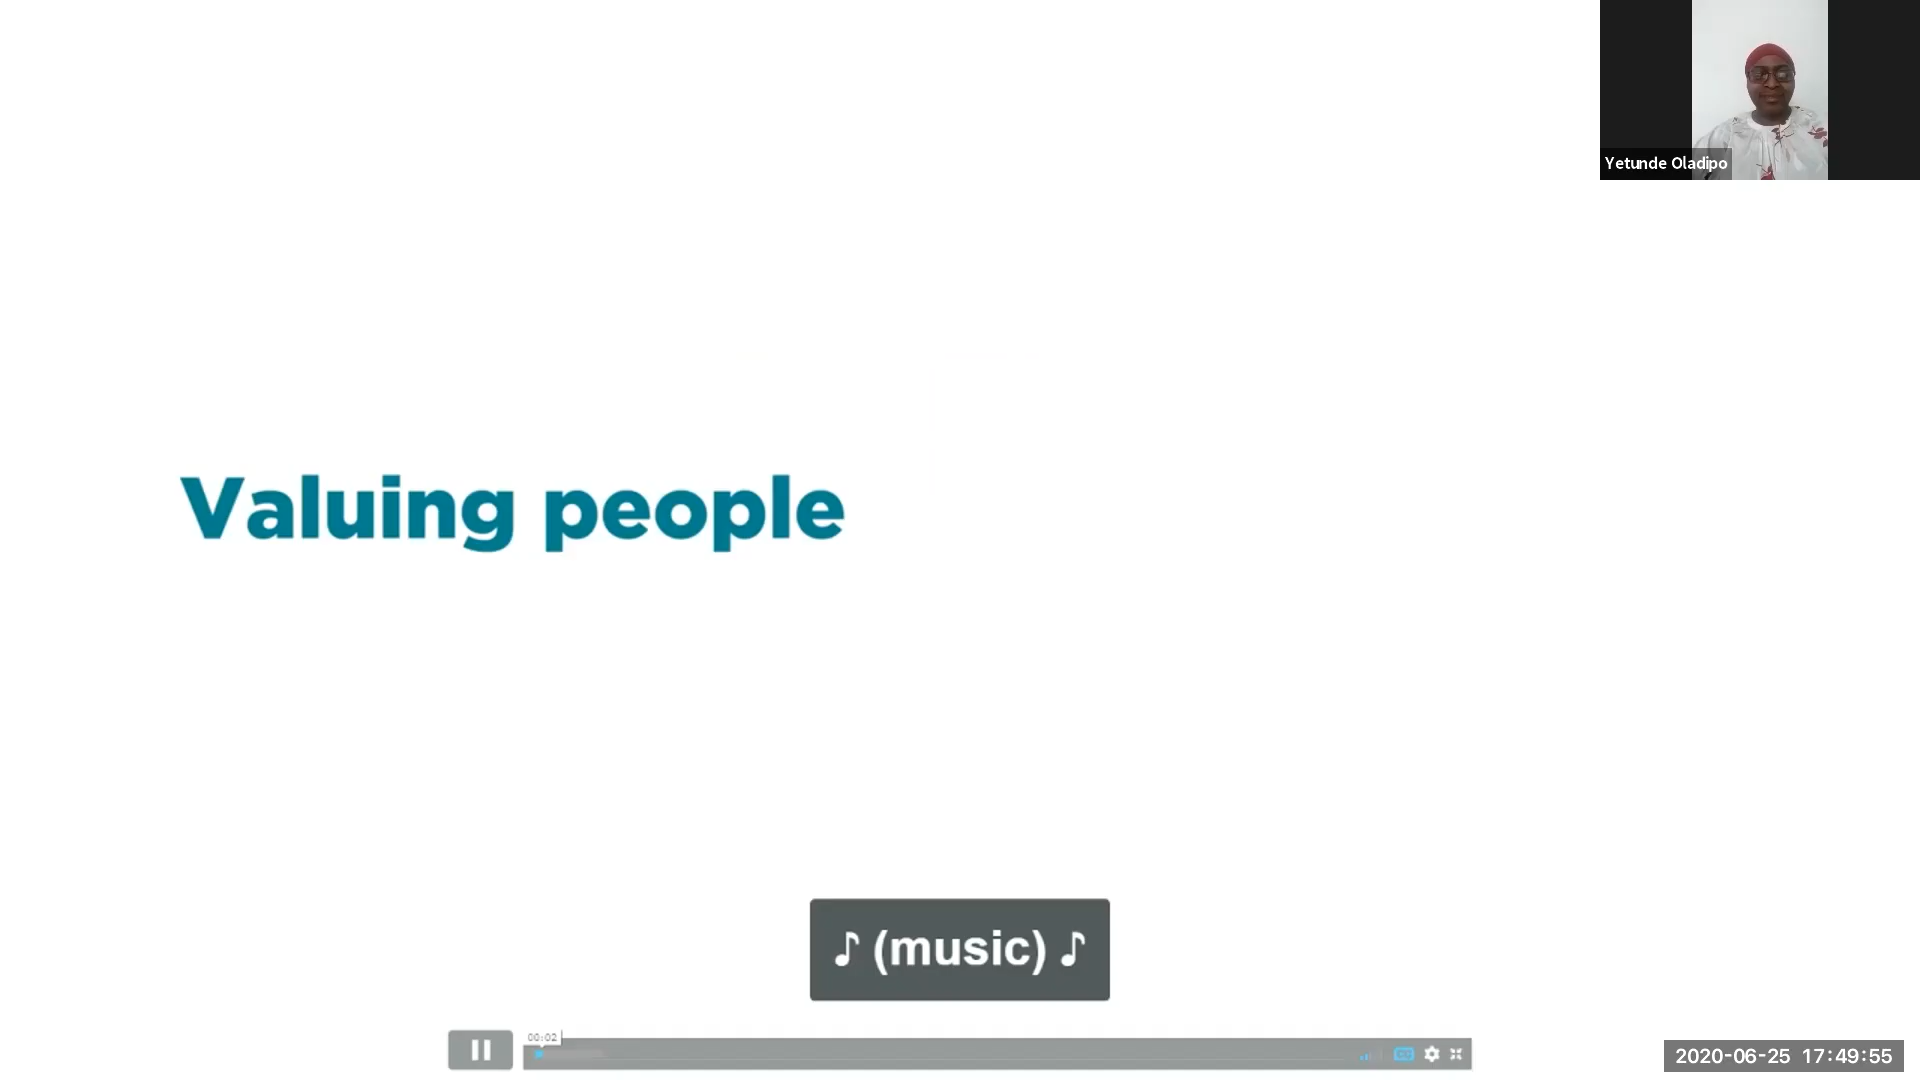 Yetunde Oladipo
Valuing people
♪ (music) ♪
00:02
2020-06-25 17:49:55